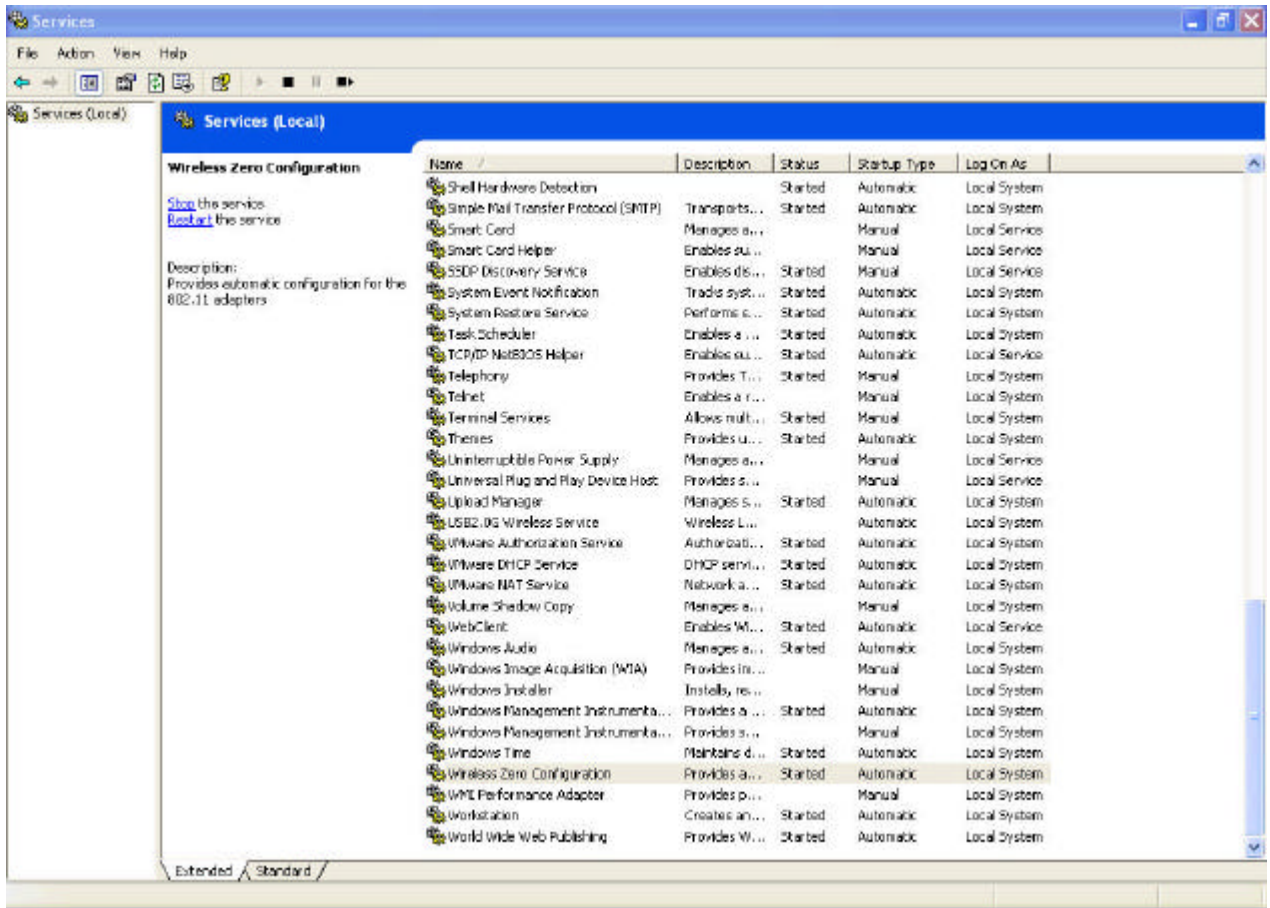 Services
File Action View Help
Services (Local)
Services (Local)
Wireless Zero Configuration
Stop the service
Restart the service
Description:
Provides automatic configuration for the
802.11 adapters
Name Description Status Startup Type Log On As
Shell Hardware Detection Started Automatic Local System
Simple Mail Transfer Protocol (SMTP) Transports... Started Automatic Local System
Smart Card Manages a... Manual Local Service
Smart Card Helper Enables su... Manual Local Service
SSDP Discovery Service Enables dis... Started Manual Local Service
System Event Notification Tracks syst... Started Automatic Local System
System Restore Service Performs s... Started Automatic Local System
Task Scheduler Enables a ... Started Automatic Local System
TCP/IP NetBIOS Helper Enables su... Started Automatic Local Service
Telephony Provides T... Started Manual Local System
Telnet Enables a r... Manual Local System
Terminal Services Allows mult... Started Manual Local System
Themes Provides u... Started Automatic Local System
Uninterruptible Power Supply Manages a... Manual Local Service
Universal Plug and Play Device Host Provides s... Manual Local Service
Upload Manager Manages s... Started Automatic Local System
USB2.0G Wireless Service Wireless L... Automatic Local System
VMware Authorization Service Authorizati... Started Automatic Local System
VMware DHCP Service DHCP servi... Started Automatic Local System
VMware NAT Service Network a... Started Automatic Local System
Volume Shadow Copy Manages a... Manual Local System
WebClient Enables Wi... Started Automatic Local Service
Windows Audio Manages a... Started Automatic Local System
Windows Image Acquisition (WIA) Provides im... Manual Local System
Windows Installer Installs, re... Manual Local System
Windows Management Instrumenta... Provides a ... Started Automatic Local System
Windows Management Instrumenta... Provides s... Manual Local System
Windows Time Maintains d... Started Automatic Local System
Wireless Zero Configuration Provides a... Started Automatic Local System
WMI Performance Adapter Provides p... Manual Local System
Workstation Creates an... Started Automatic Local System
World Wide Web Publishing Provides W... Started Automatic Local System
Extended Standard